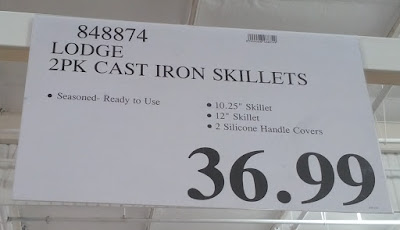 848874
LODGE
2PK CAST IRON SKILLETS
• Seasoned- Ready to Use
• 10.25" Skillet
• 12" Skillet
• 2 Silicone Handle Covers
36.99